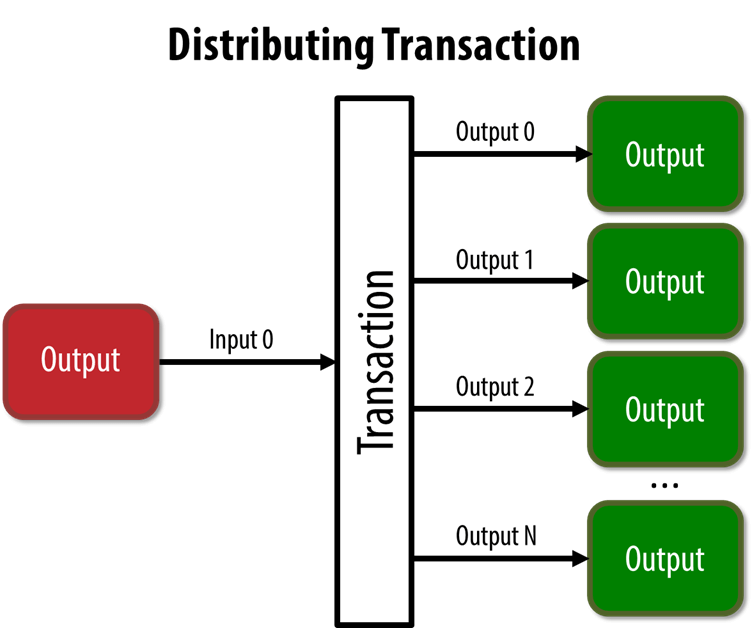 Distributing Transaction
Output
Input 0
Transaction
Output 0
Output
Output 1
Output
Output 2
Output
...
Output N
Output